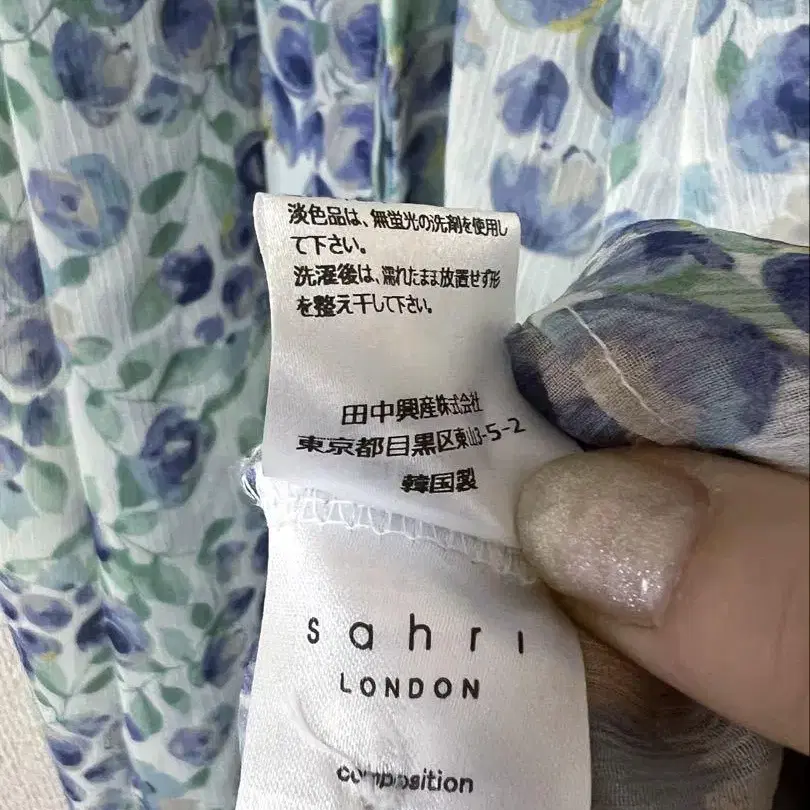 淡色品は、無蛍光の洗剤を使用し
て下さい。
洗濯後は、濡れたまま放置せず形
を整え干して下さい。
田中興産株式会社
東京都目黒区東山3-5-2
韓国製
sahri
LONDON
composition